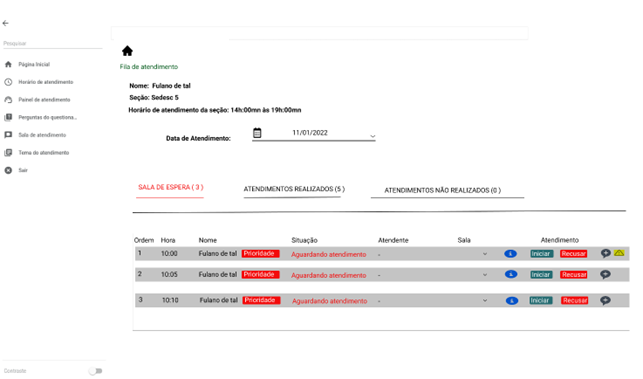 Pesquisar
Página Inicial
Horário de atendimento
Painel de atendimento
Perguntas do questiona...
Sala de atendimento
Tema do atendimento
Sair
Contraste
Fila de atendimento
Nome: Fulano de tal
Seção: Sedesc 5
Horário de atendimento da seção: 14h:00mn às 19h:00mn
Data de Atendimento: 11/01/2022
SALA DE ESPERA ( 3 ) ATENDIMENTOS REALIZADOS (5 ) ATENDIMENTOS NÃO REALIZADOS (0 )
Ordem Hora Nome Situação Atendente Sala Atendimento
1 10:00 Fulano de tal Prioridade Aguardando atendimento - i Iniciar Recusar
2 10:05 Fulano de tal Prioridade Aguardando atendimento - i Iniciar Recusar
3 10:10 Fulano de tal Prioridade Aguardando atendimento - i Iniciar Recusar